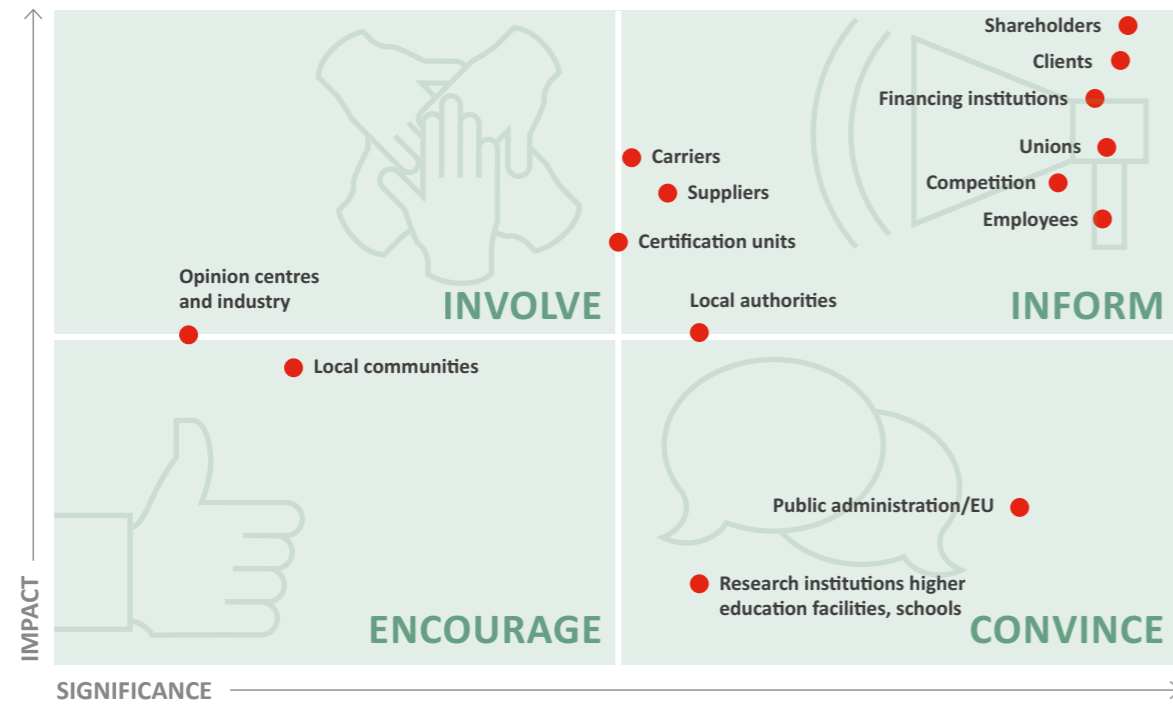 Shareholders
Clients
Financing institutions
Unions
Carriers
Competition
Suppliers
Employees
Certification units
Opinion centres
and industry
Local authorities
INVOLVE
INFORM
Local communities
Public administration/EU
Research institutions higher
education facilities, schools
ENCOURAGE
CONVINCE
IMPACT
SIGNIFICANCE